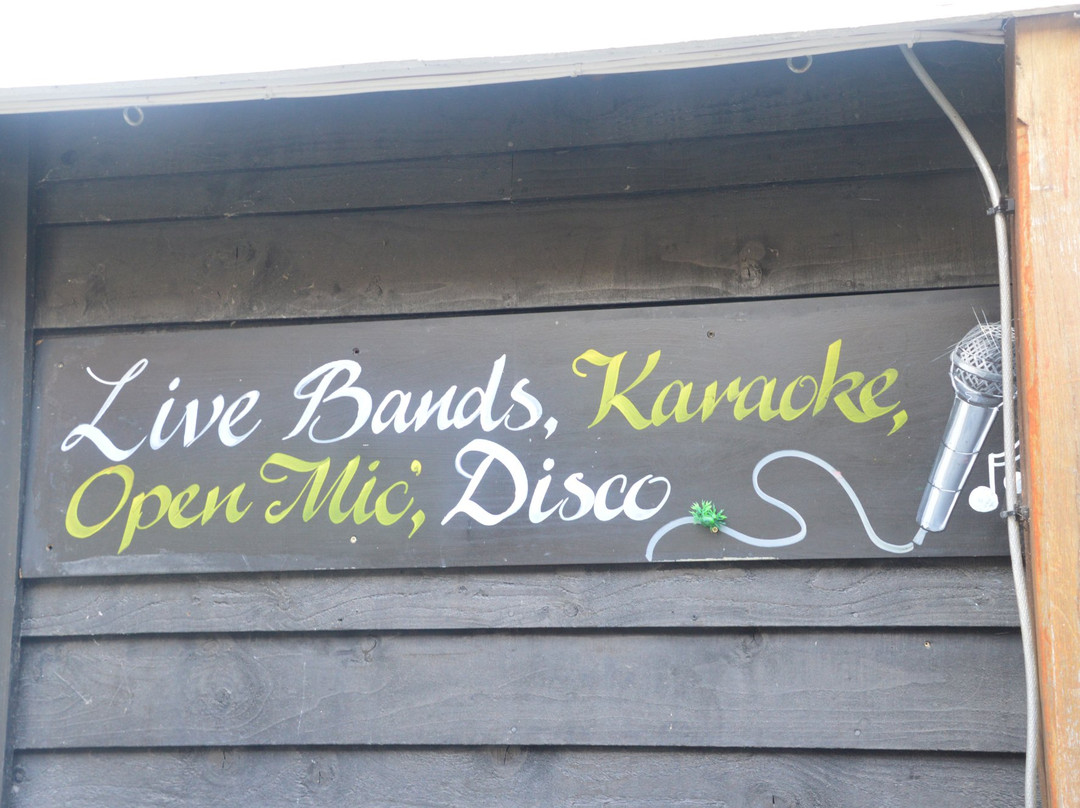 Live Bands, Karaoke,
Open Mic', Disco